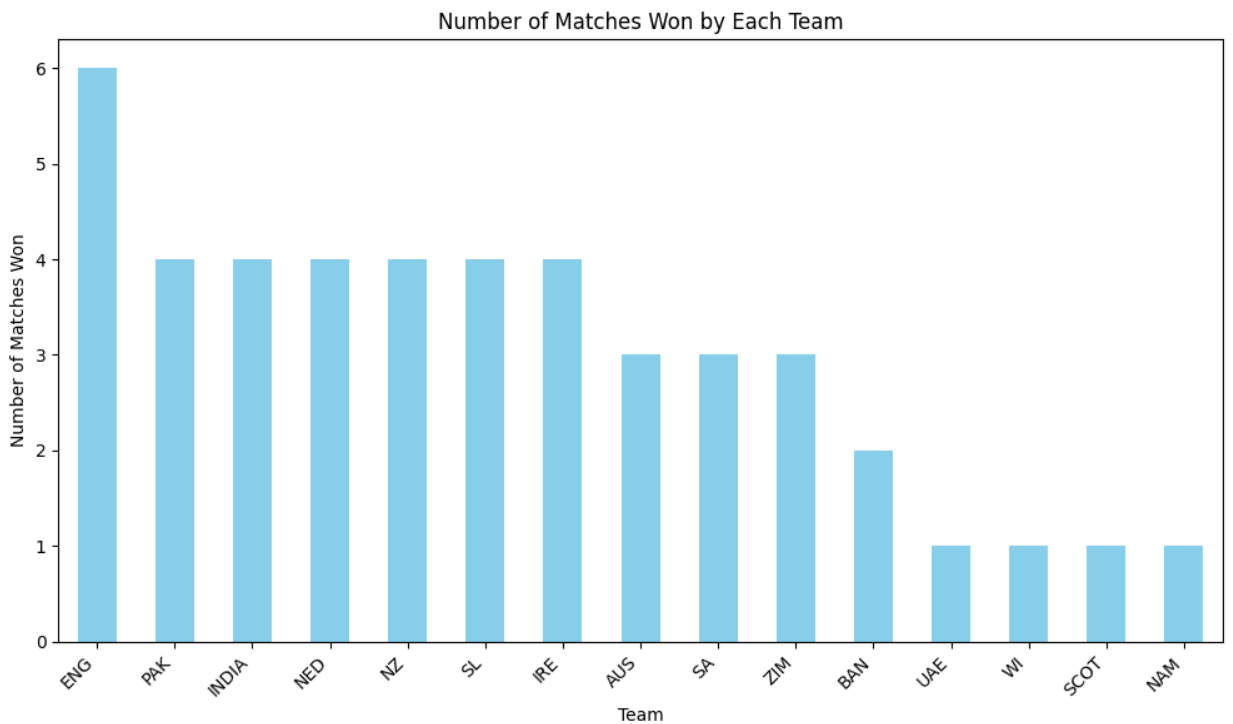 Number of Matches Won by Each Team
Number of Matches Won
6
5
4
3
2
1
0
ENG PAK INDIA NED NZ SL IRE AUS SA ZIM BAN UAE WI SCOT NAM
Team